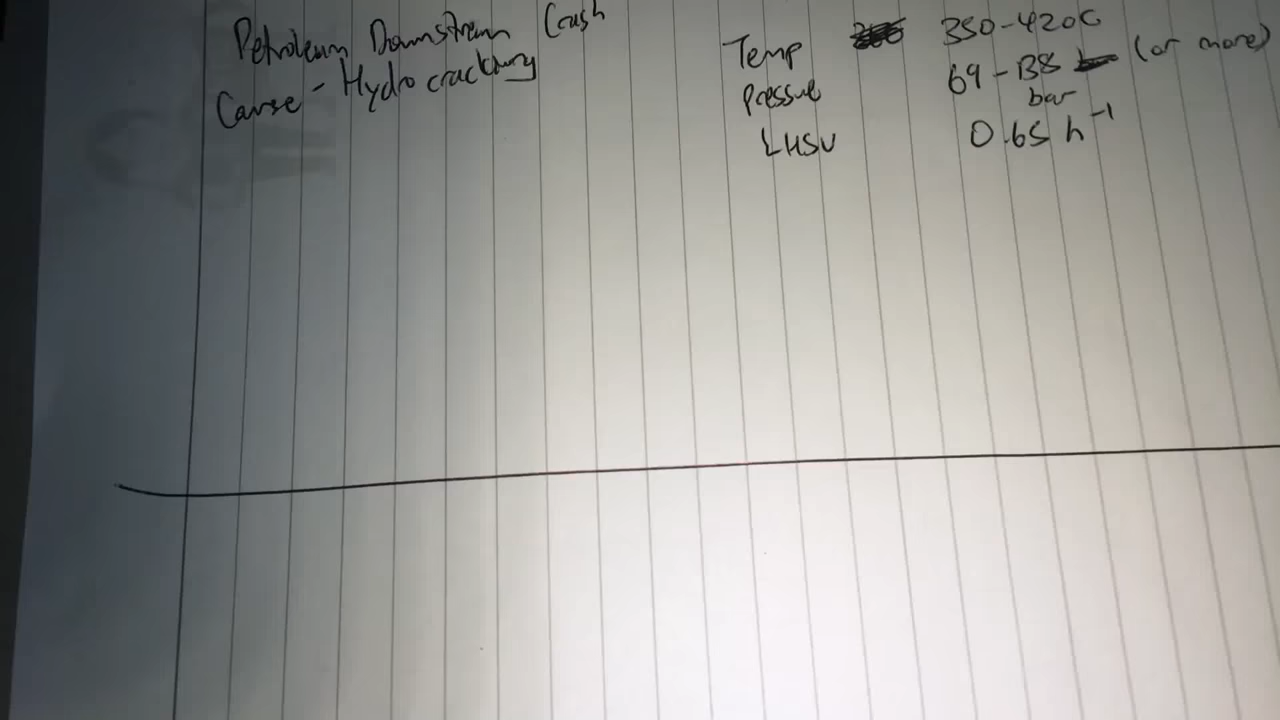 Petroleum Downstream Crash
Course - Hydrocracking
Temp 350-420C
Pressure 69-138 (or more)
bar
LHSV 0.65 h⁻¹